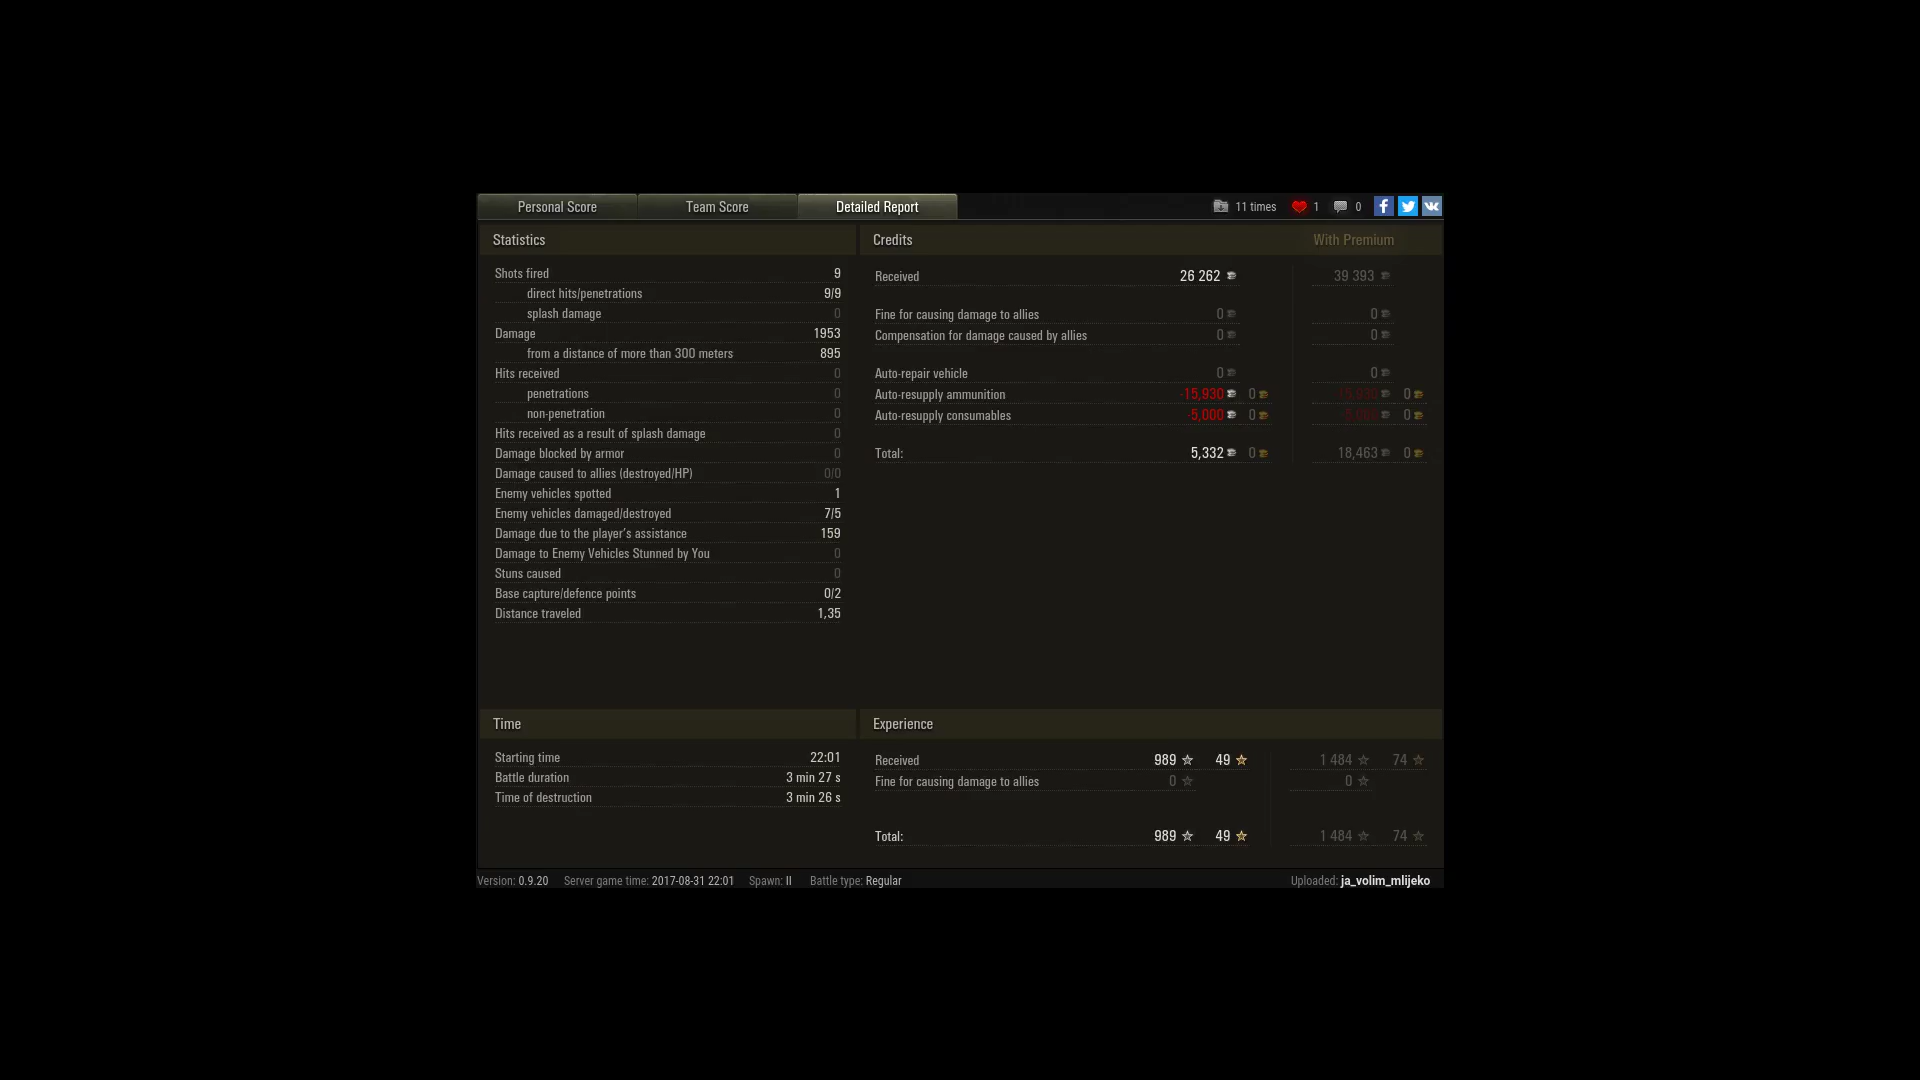 Personal Score Team Score Detailed Report 11 times 1 0
Statistics
Shots fired 9
direct hits/penetrations 9/9
splash damage 0
Damage 1953
from a distance of more than 300 meters 895
Hits received 0
penetrations 0
non-penetration 0
Hits received as a result of splash damage 0
Damage blocked by armor 0
Damage caused to allies (destroyed/HP) 0/0
Enemy vehicles spotted 1
Enemy vehicles damaged/destroyed 7/5
Damage due to the player's assistance 159
Damage to Enemy Vehicles Stunned by You 0
Stuns caused 0
Base capture/defence points 0/2
Distance traveled 1,35
Credits With Premium
Received 26 262 39 393
Fine for causing damage to allies 0 0
Compensation for damage caused by allies 0 0
Auto-repair vehicle 0 0
Auto-resupply ammunition -15,930 0 -15,930 0
Auto-resupply consumables -5,000 0 -5,000 0
Total: 5,332 0 18,463 0
Time
Starting time 22:01
Battle duration 3 min 27 s
Time of destruction 3 min 26 s
Experience
Received 989 49 1 484 74
Fine for causing damage to allies 0 0
Total: 989 49 1 484 74
Version: 0.9.20 Server game time: 2017-08-31 22:01 Spawn: II Battle type: Regular Uploaded: ja_volim_mlijeko